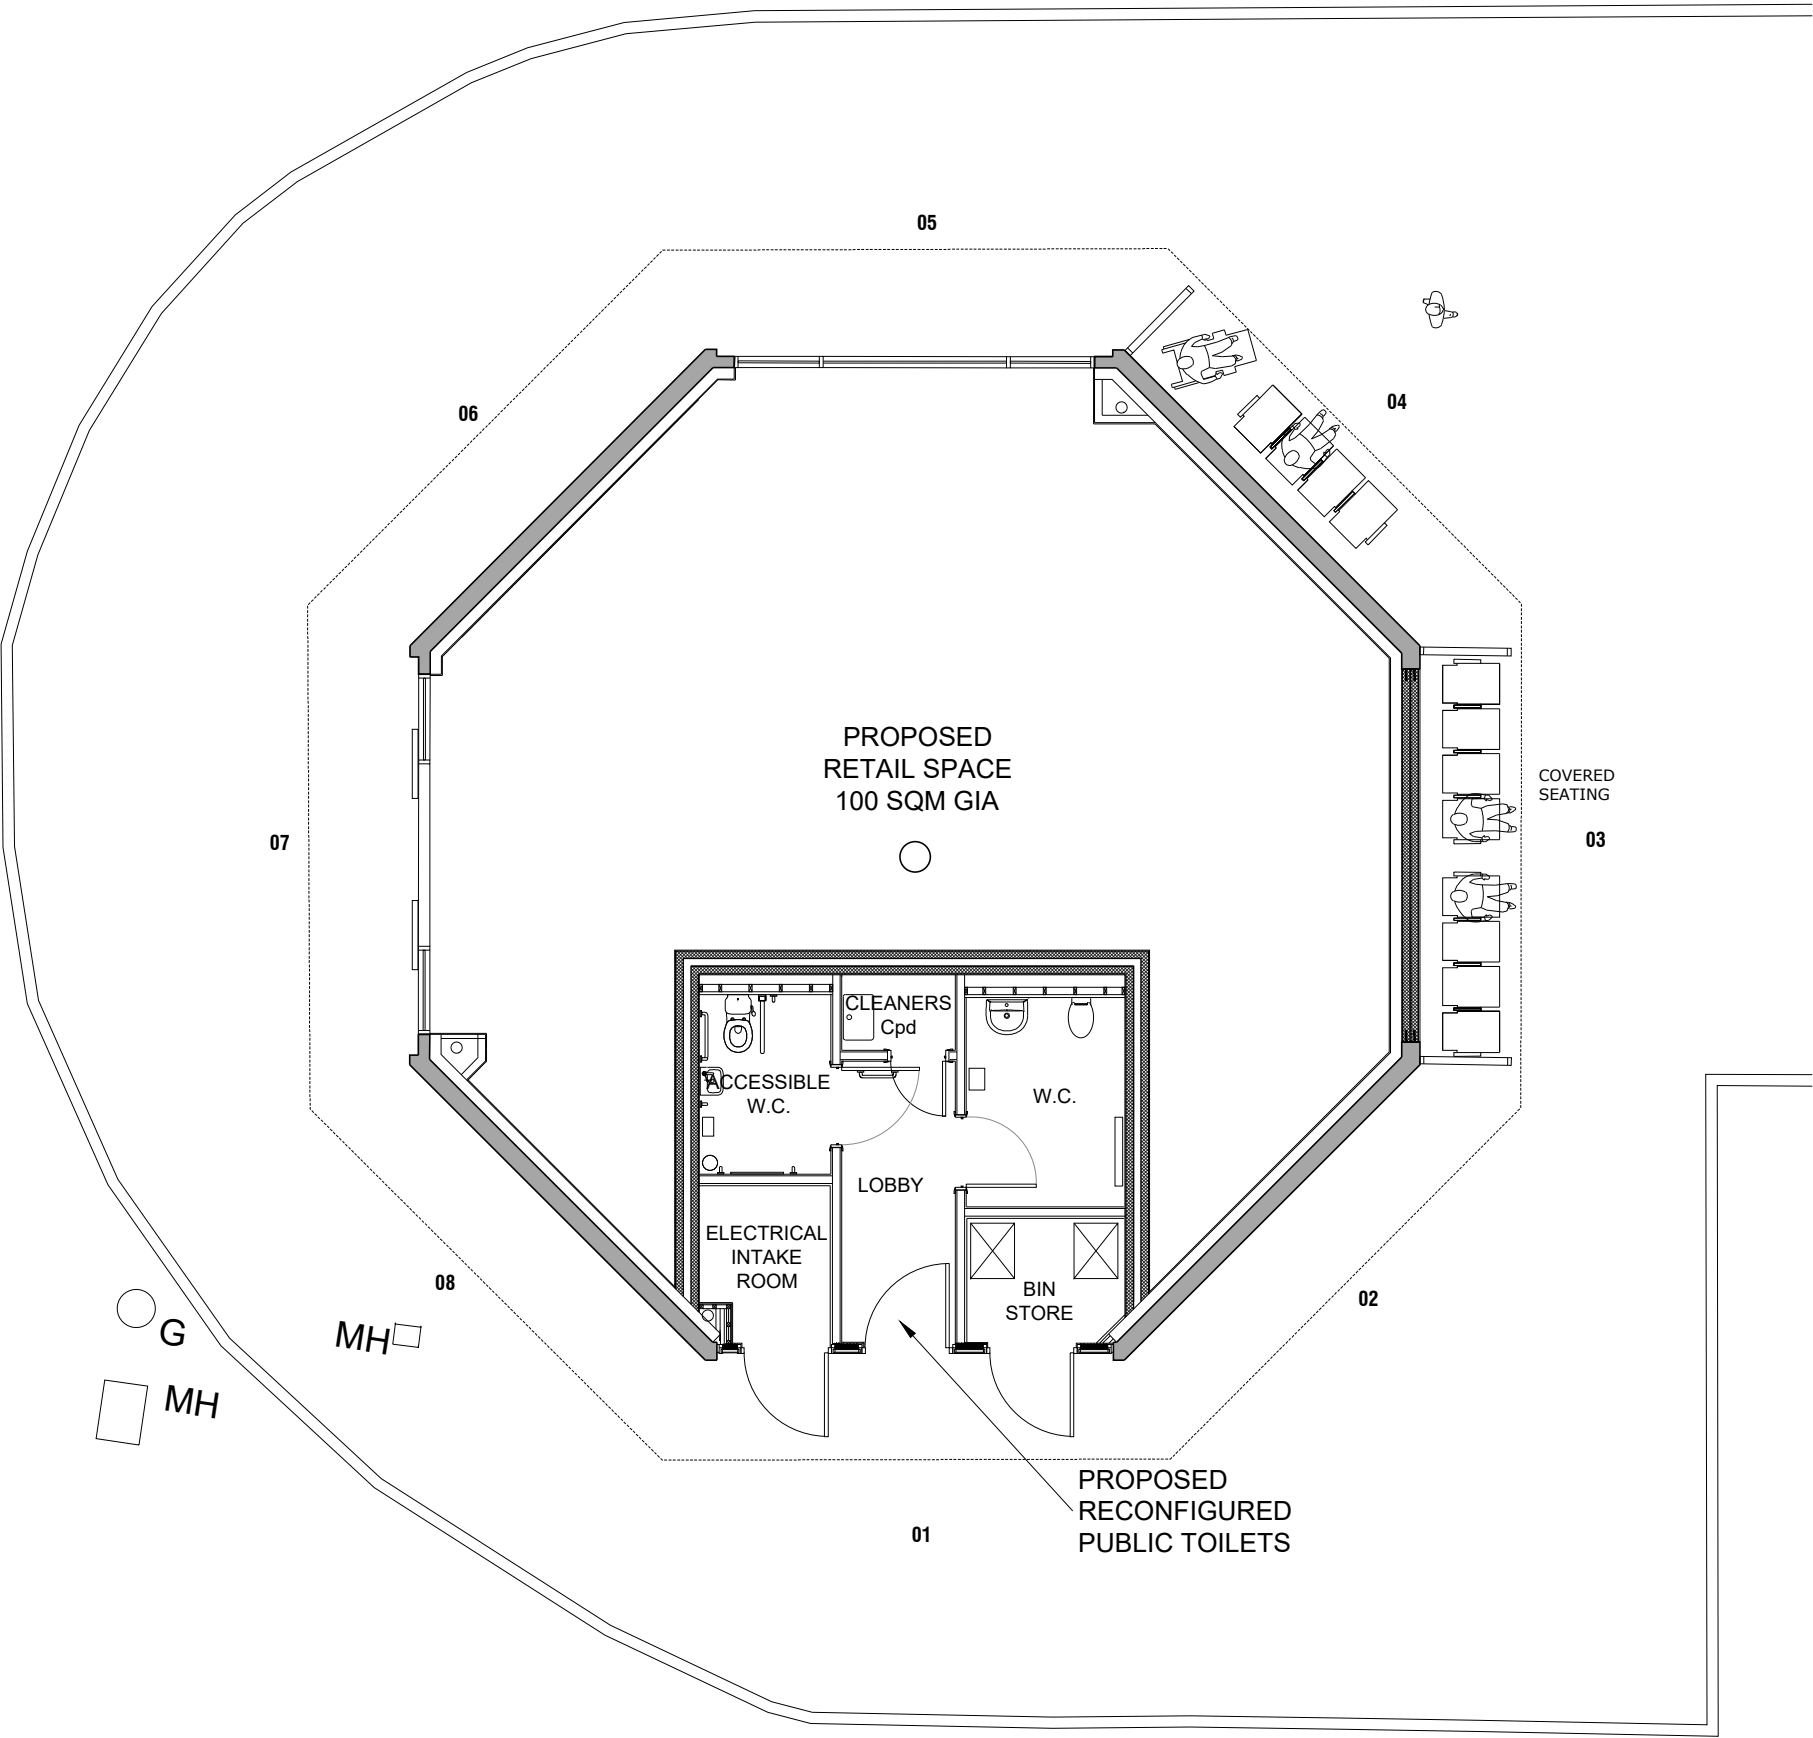 05
06
04
PROPOSED
RETAIL SPACE
100 SQM GIA
COVERED
SEATING
07
03
CLEANERS
Cpd
ACCESSIBLE
W.C.
W.C.
LOBBY
ELECTRICAL
INTAKE
ROOM
BIN
STORE
08
02
G
MH
MH
PROPOSED
RECONFIGURED
PUBLIC TOILETS
01